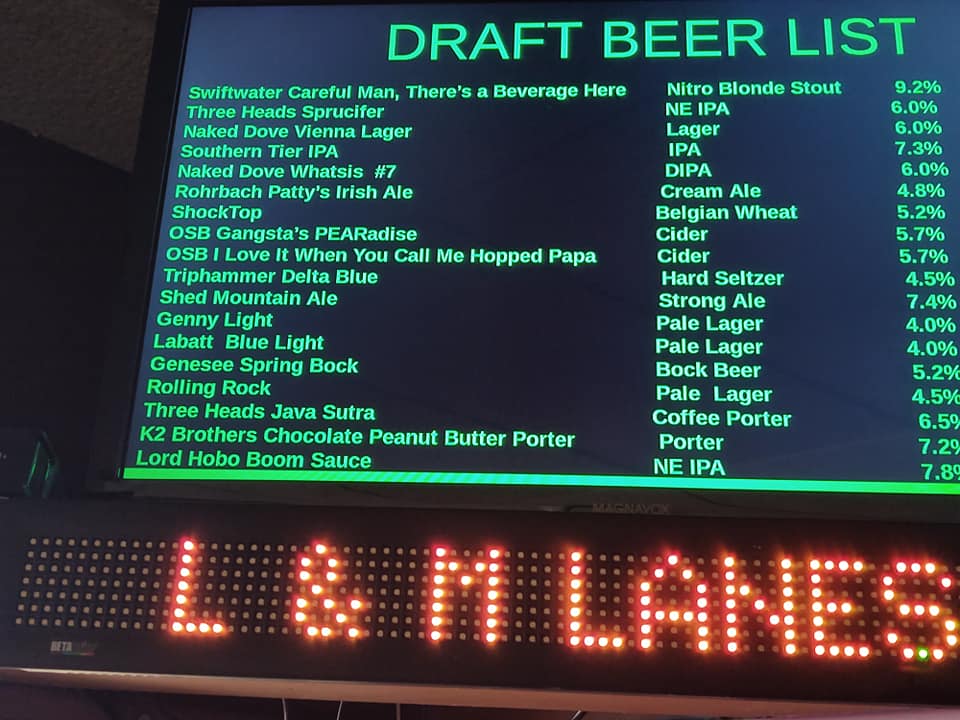 DRAFT BEER LIST
Swiftwater Careful Man, There's a Beverage Here Nitro Blonde Stout 9.2%
Three Heads Sprucifer NE IPA 6.0%
Naked Dove Vienna Lager Lager 6.0%
Southern Tier IPA IPA 7.3%
Naked Dove Whatsis #7 DIPA 6.0%
Rohrbach Patty's Irish Ale Cream Ale 4.8%
ShockTop Belgian Wheat 5.2%
OSB Gangsta's PEARadise Cider 5.7%
OSB I Love It When You Call Me Hopped Papa Cider 5.7%
Triphammer Delta Blue Hard Seltzer 4.5%
Shed Mountain Ale Strong Ale 7.4%
Genny Light Pale Lager 4.0%
Labatt Blue Light Pale Lager 4.0%
Genesee Spring Bock Bock Beer 5.2%
Rolling Rock Pale Lager 4.5%
Three Heads Java Sutra Coffee Porter 6.5%
K2 Brothers Chocolate Peanut Butter Porter Porter 7.2%
Lord Hobo Boom Sauce NE IPA 7.8%
MAGNAVOX
L & M LANES